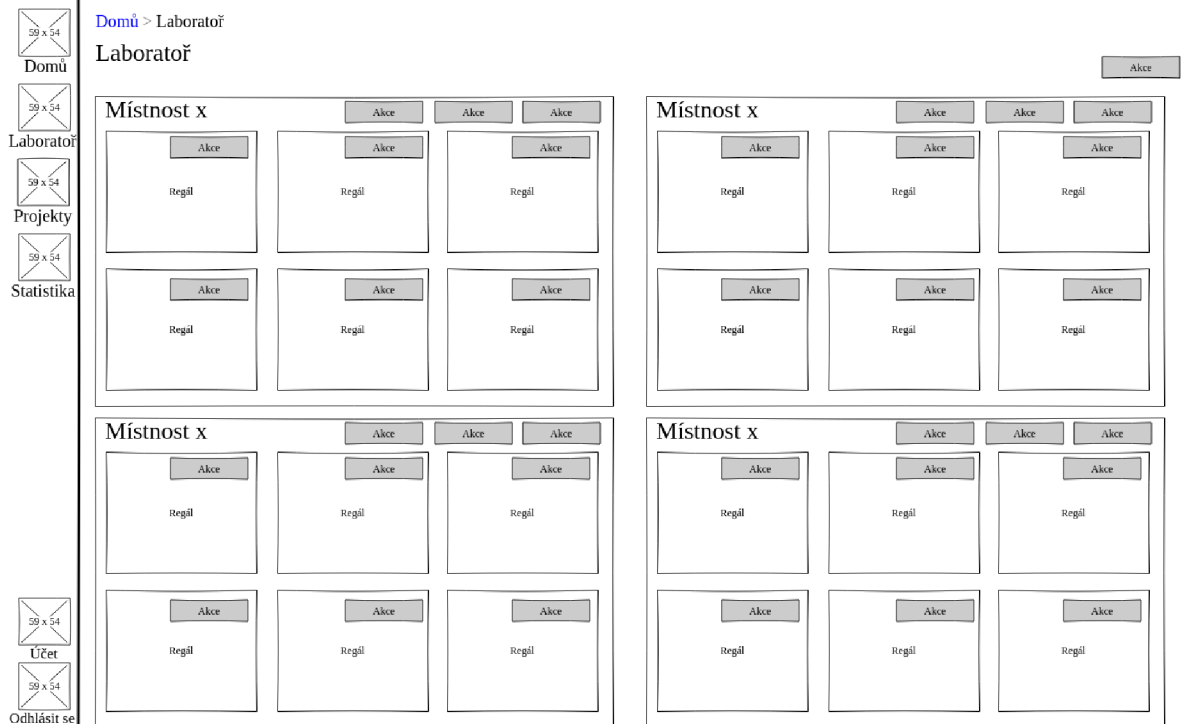 59 x 54
Domů
59 x 54
Laboratoř
59 x 54
Projekty
59 x 54
Statistika
59 x 54
Účet
59 x 54
Odhlásit se
Domů > Laboratoř
Laboratoř
Akce
Místnost x Akce Akce Akce
Akce Akce Akce
Regál Regál Regál
Akce Akce Akce
Regál Regál Regál
Místnost x Akce Akce Akce
Akce Akce Akce
Regál Regál Regál
Akce Akce Akce
Regál Regál Regál
Místnost x Akce Akce Akce
Akce Akce Akce
Regál Regál Regál
Akce Akce Akce
Regál Regál Regál
Místnost x Akce Akce Akce
Akce Akce Akce
Regál Regál Regál
Akce Akce Akce
Regál Regál Regál